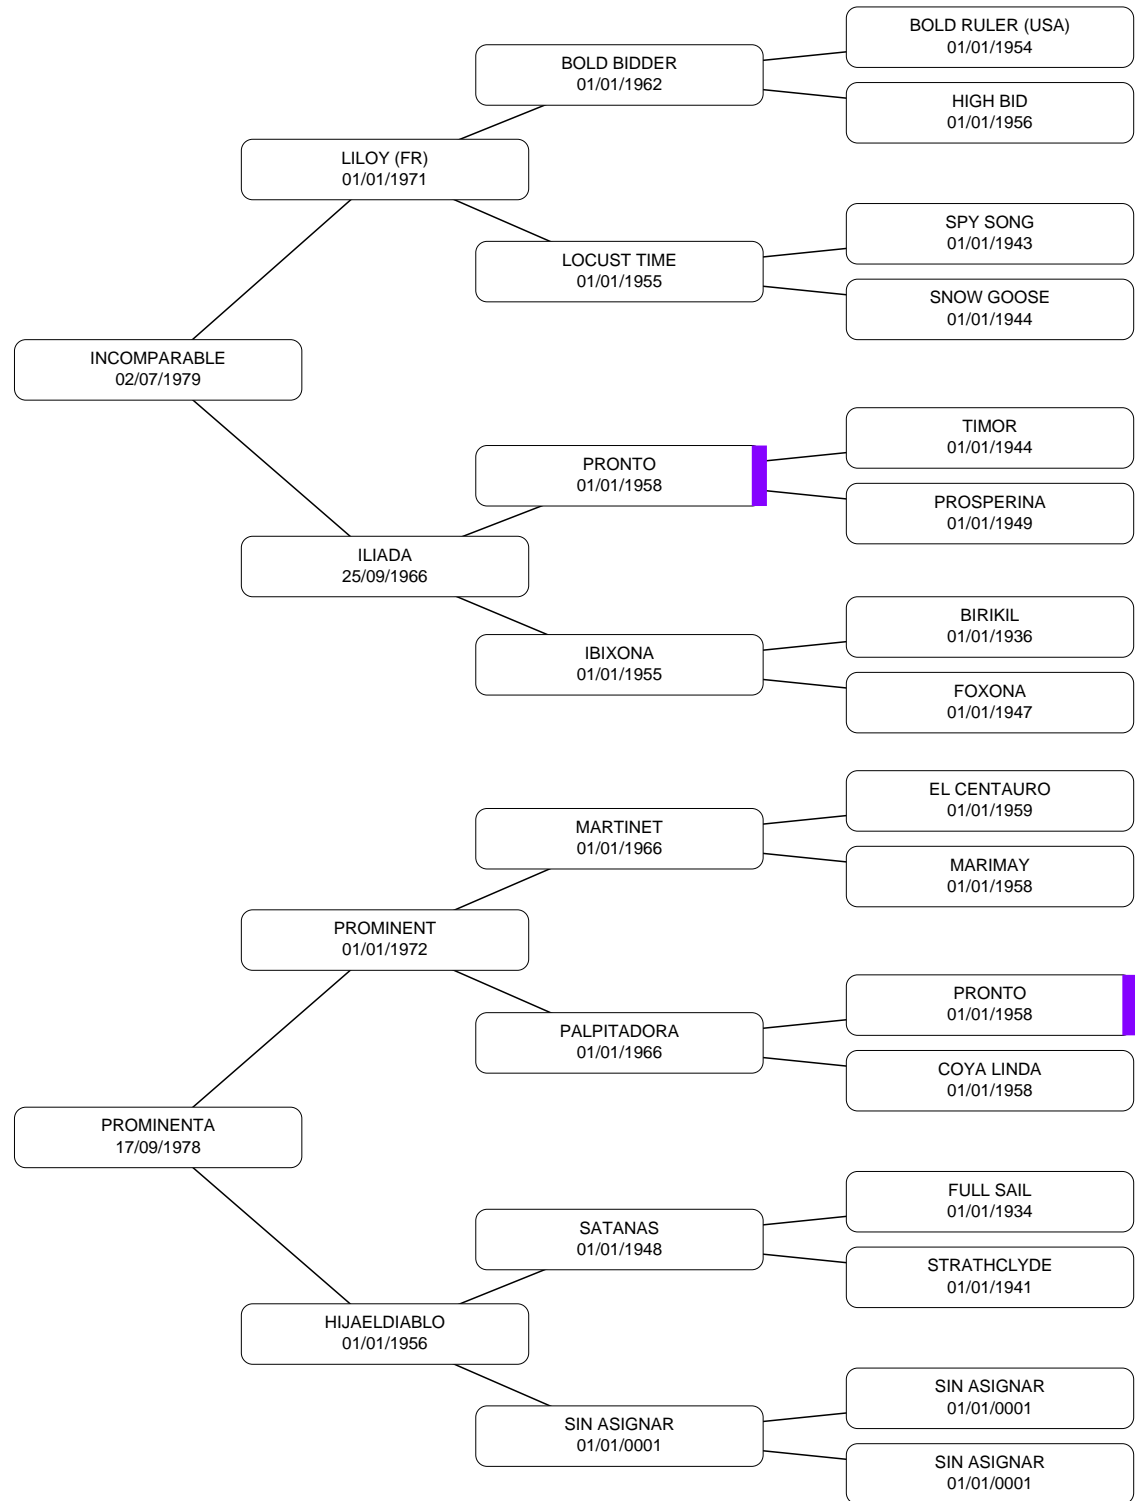 BOLD RULER (USA)
01/01/1954
BOLD BIDDER
01/01/1962
HIGH BID
01/01/1956
LILOY (FR)
01/01/1971
SPY SONG
01/01/1943
LOCUST TIME
01/01/1955
SNOW GOOSE
01/01/1944
INCOMPARABLE
02/07/1979
TIMOR
01/01/1944
PRONTO
01/01/1958
PROSPERINA
01/01/1949
ILIADA
25/09/1966
BIRIKIL
01/01/1936
IBIXONA
01/01/1955
FOXONA
01/01/1947
EL CENTAURO
01/01/1959
MARTINET
01/01/1966
MARIMAY
01/01/1958
PROMINENT
01/01/1972
PRONTO
01/01/1958
PALPITADORA
01/01/1966
COYA LINDA
01/01/1958
PROMINENTA
17/09/1978
FULL SAIL
01/01/1934
SATANAS
01/01/1948
STRATHCLYDE
01/01/1941
HIJAELDIABLO
01/01/1956
SIN ASIGNAR
01/01/0001
SIN ASIGNAR
01/01/0001
SIN ASIGNAR
01/01/0001